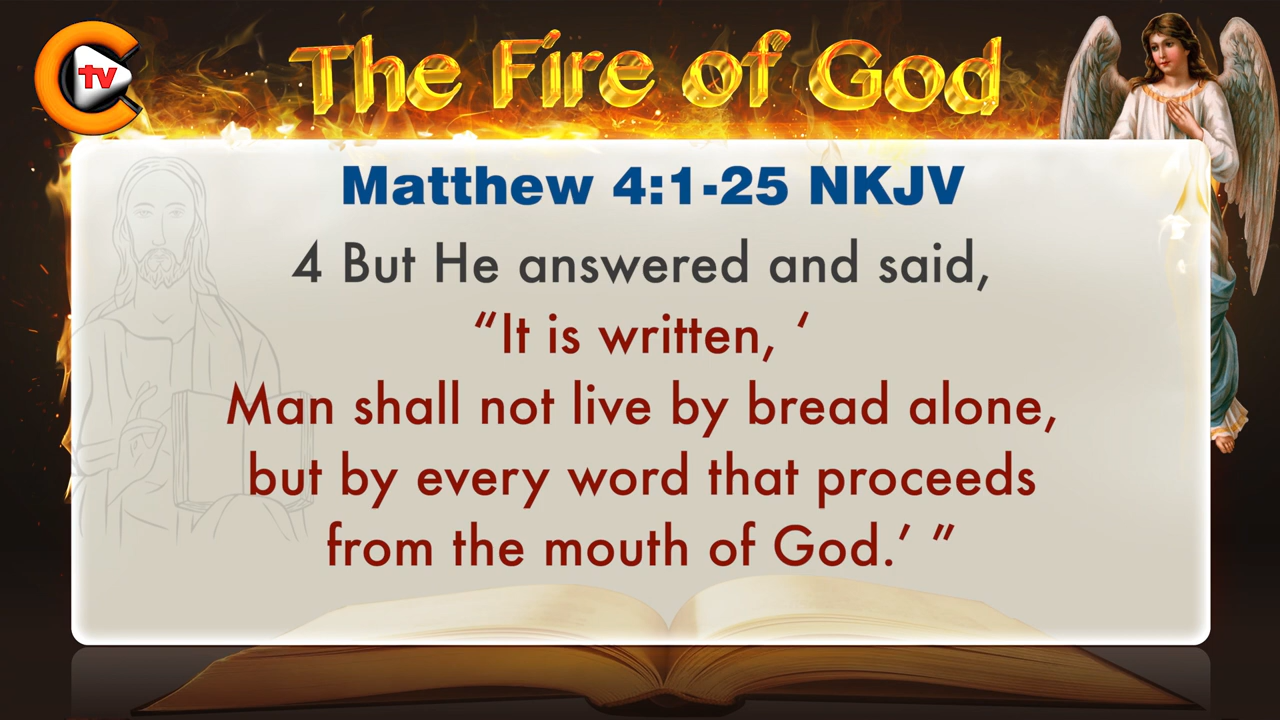 tv
The Fire of God
Matthew 4:1-25 NKJV
4 But He answered and said,
“It is written, ‘
Man shall not live by bread alone,
but by every word that proceeds
from the mouth of God.’ ”